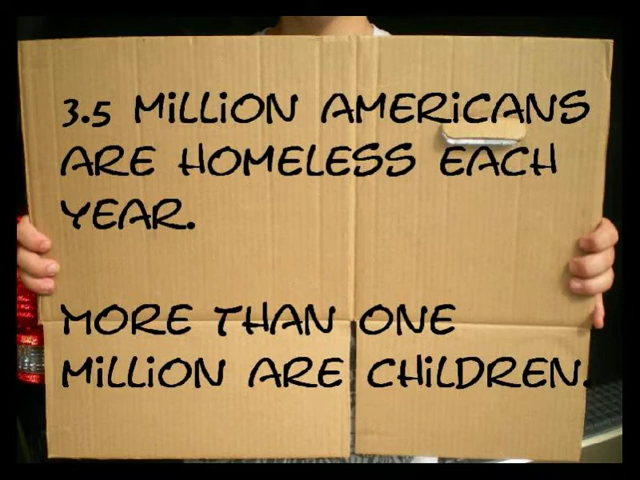 3.5 MiLLiON AMERiCANS
ARE HOMELESS EACH
YEAR.
MORE THAN ONE
MiLLiON ARE CHiLDREN.